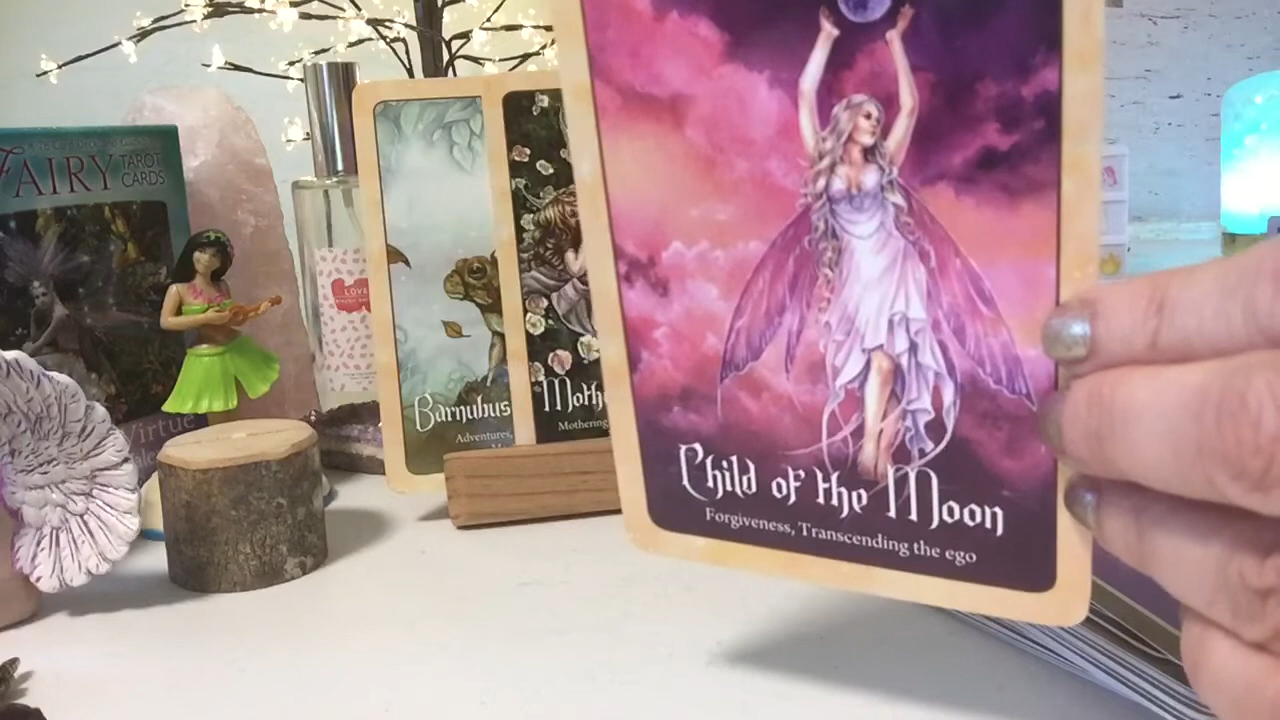 FAIRY TAROT
CARDS
Virtue
LOVE
Barnubus
Adventures,
Moth
Mothering,
Child of the Moon
Forgiveness, Transcending the ego